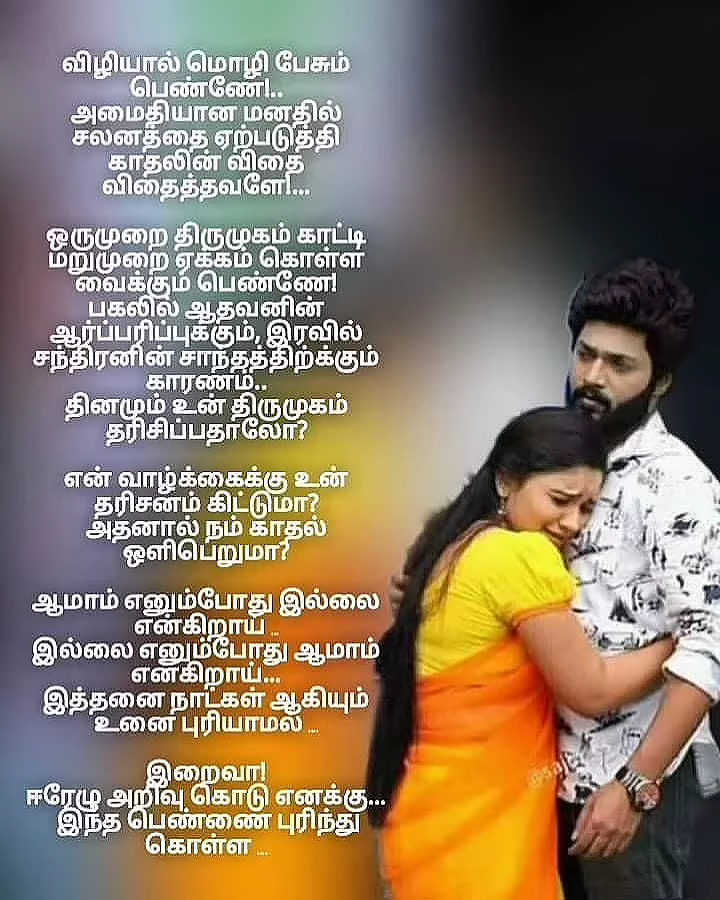 விழியால் மொழி பேசும்
பெண்ணே!..
அமைதியான மனதில்
சலனத்தை ஏற்படுத்தி
காதலின் விதை
விதைத்தவளே!...
ஒருமுறை திருமுகம் காட்டி
மறுமுறை ஏக்கம் கொள்ள
வைக்கும் பெண்ணே!
பகலில் ஆதவனின்
ஆர்ப்பரிப்புக்கும், இரவில்
சந்திரனின் சாந்தத்திற்க்கும்
காரணம்..
தினமும் உன் திருமுகம்
தரிசிப்பதாலோ?
என் வாழ்க்கைக்கு உன்
தரிசனம் கிட்டுமா?
அதனால் நம் காதல்
ஒளிபெறுமா?
ஆமாம் எனும்போது இல்லை
என்கிறாய் ...
இல்லை எனும்போது ஆமாம்
என்கிறாய்...
இத்தனை நாட்கள் ஆகியும்
உனை புரியாமல் ...
இறைவா!
ஈரேழு அறிவு கொடு எனக்கு...
இந்த பெண்ணை புரிந்து
கொள்ள ...